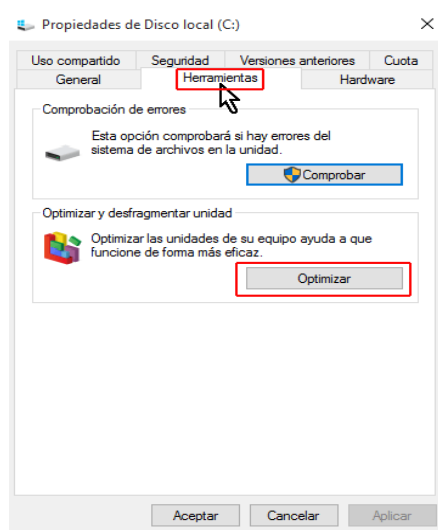 Propiedades de Disco local (C:)
Uso compartido Seguridad Versiones anteriores Cuota
General Herramientas Hardware
Comprobación de errores
Esta opción comprobará si hay errores del
sistema de archivos en la unidad.
Comprobar
Optimizar y desfragmentar unidad
Optimizar las unidades de su equipo ayuda a que
funcione de forma más eficaz.
Optimizar
Aceptar Cancelar Aplicar